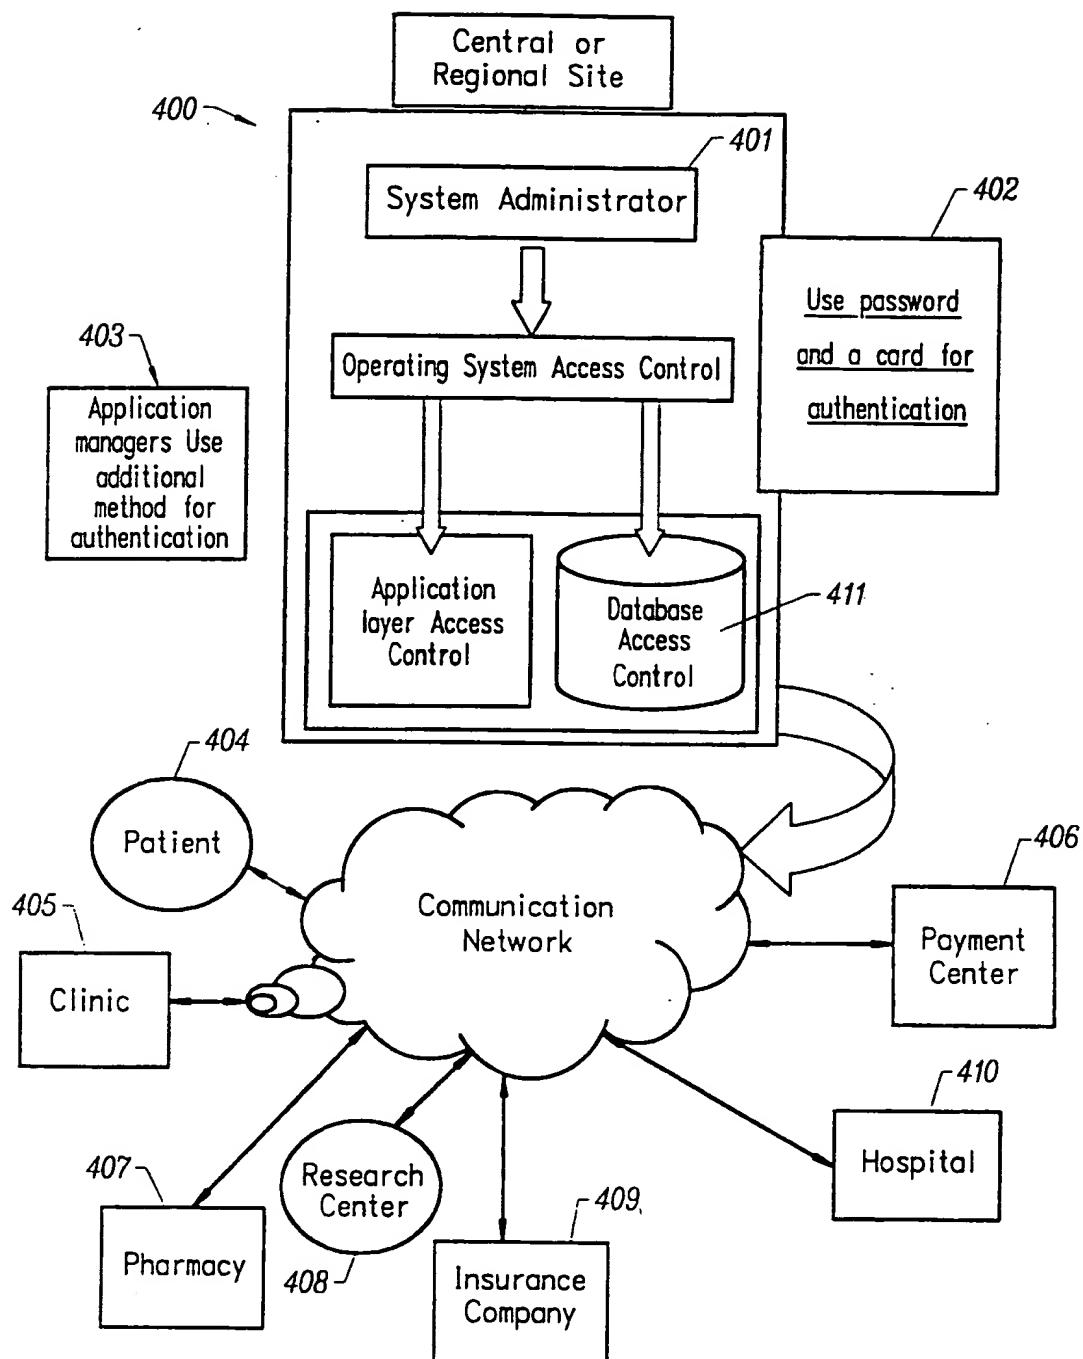 Central or
Regional Site
400
401
System Administrator
402
Use password
and a card for
authentication
Operating System Access Control
403
Application
managers Use
additional
method for
authentication
Application
layer Access
Control
Database
Access
Control
411
404
Patient
405
Clinic
Communication
Network
406
Payment
Center
410
Hospital
407
Pharmacy
Research
Center
408
409
Insurance
Company